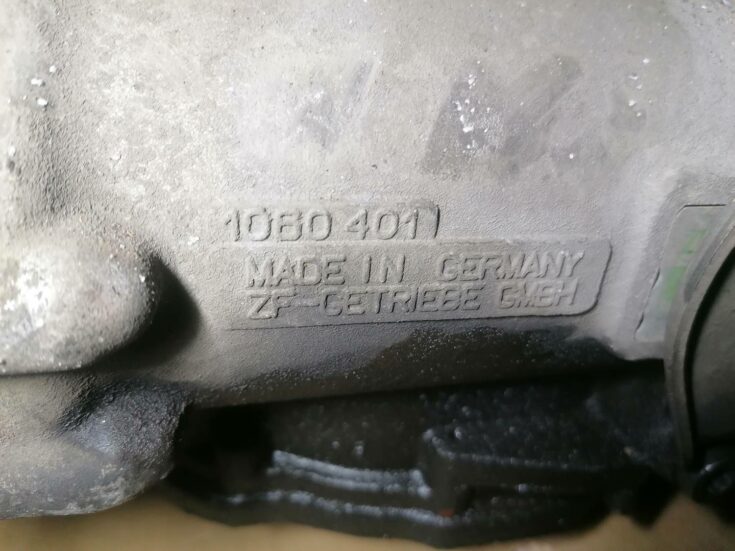 1060 401
MADE IN GERMANY
ZF-GETRIEBE GMBH